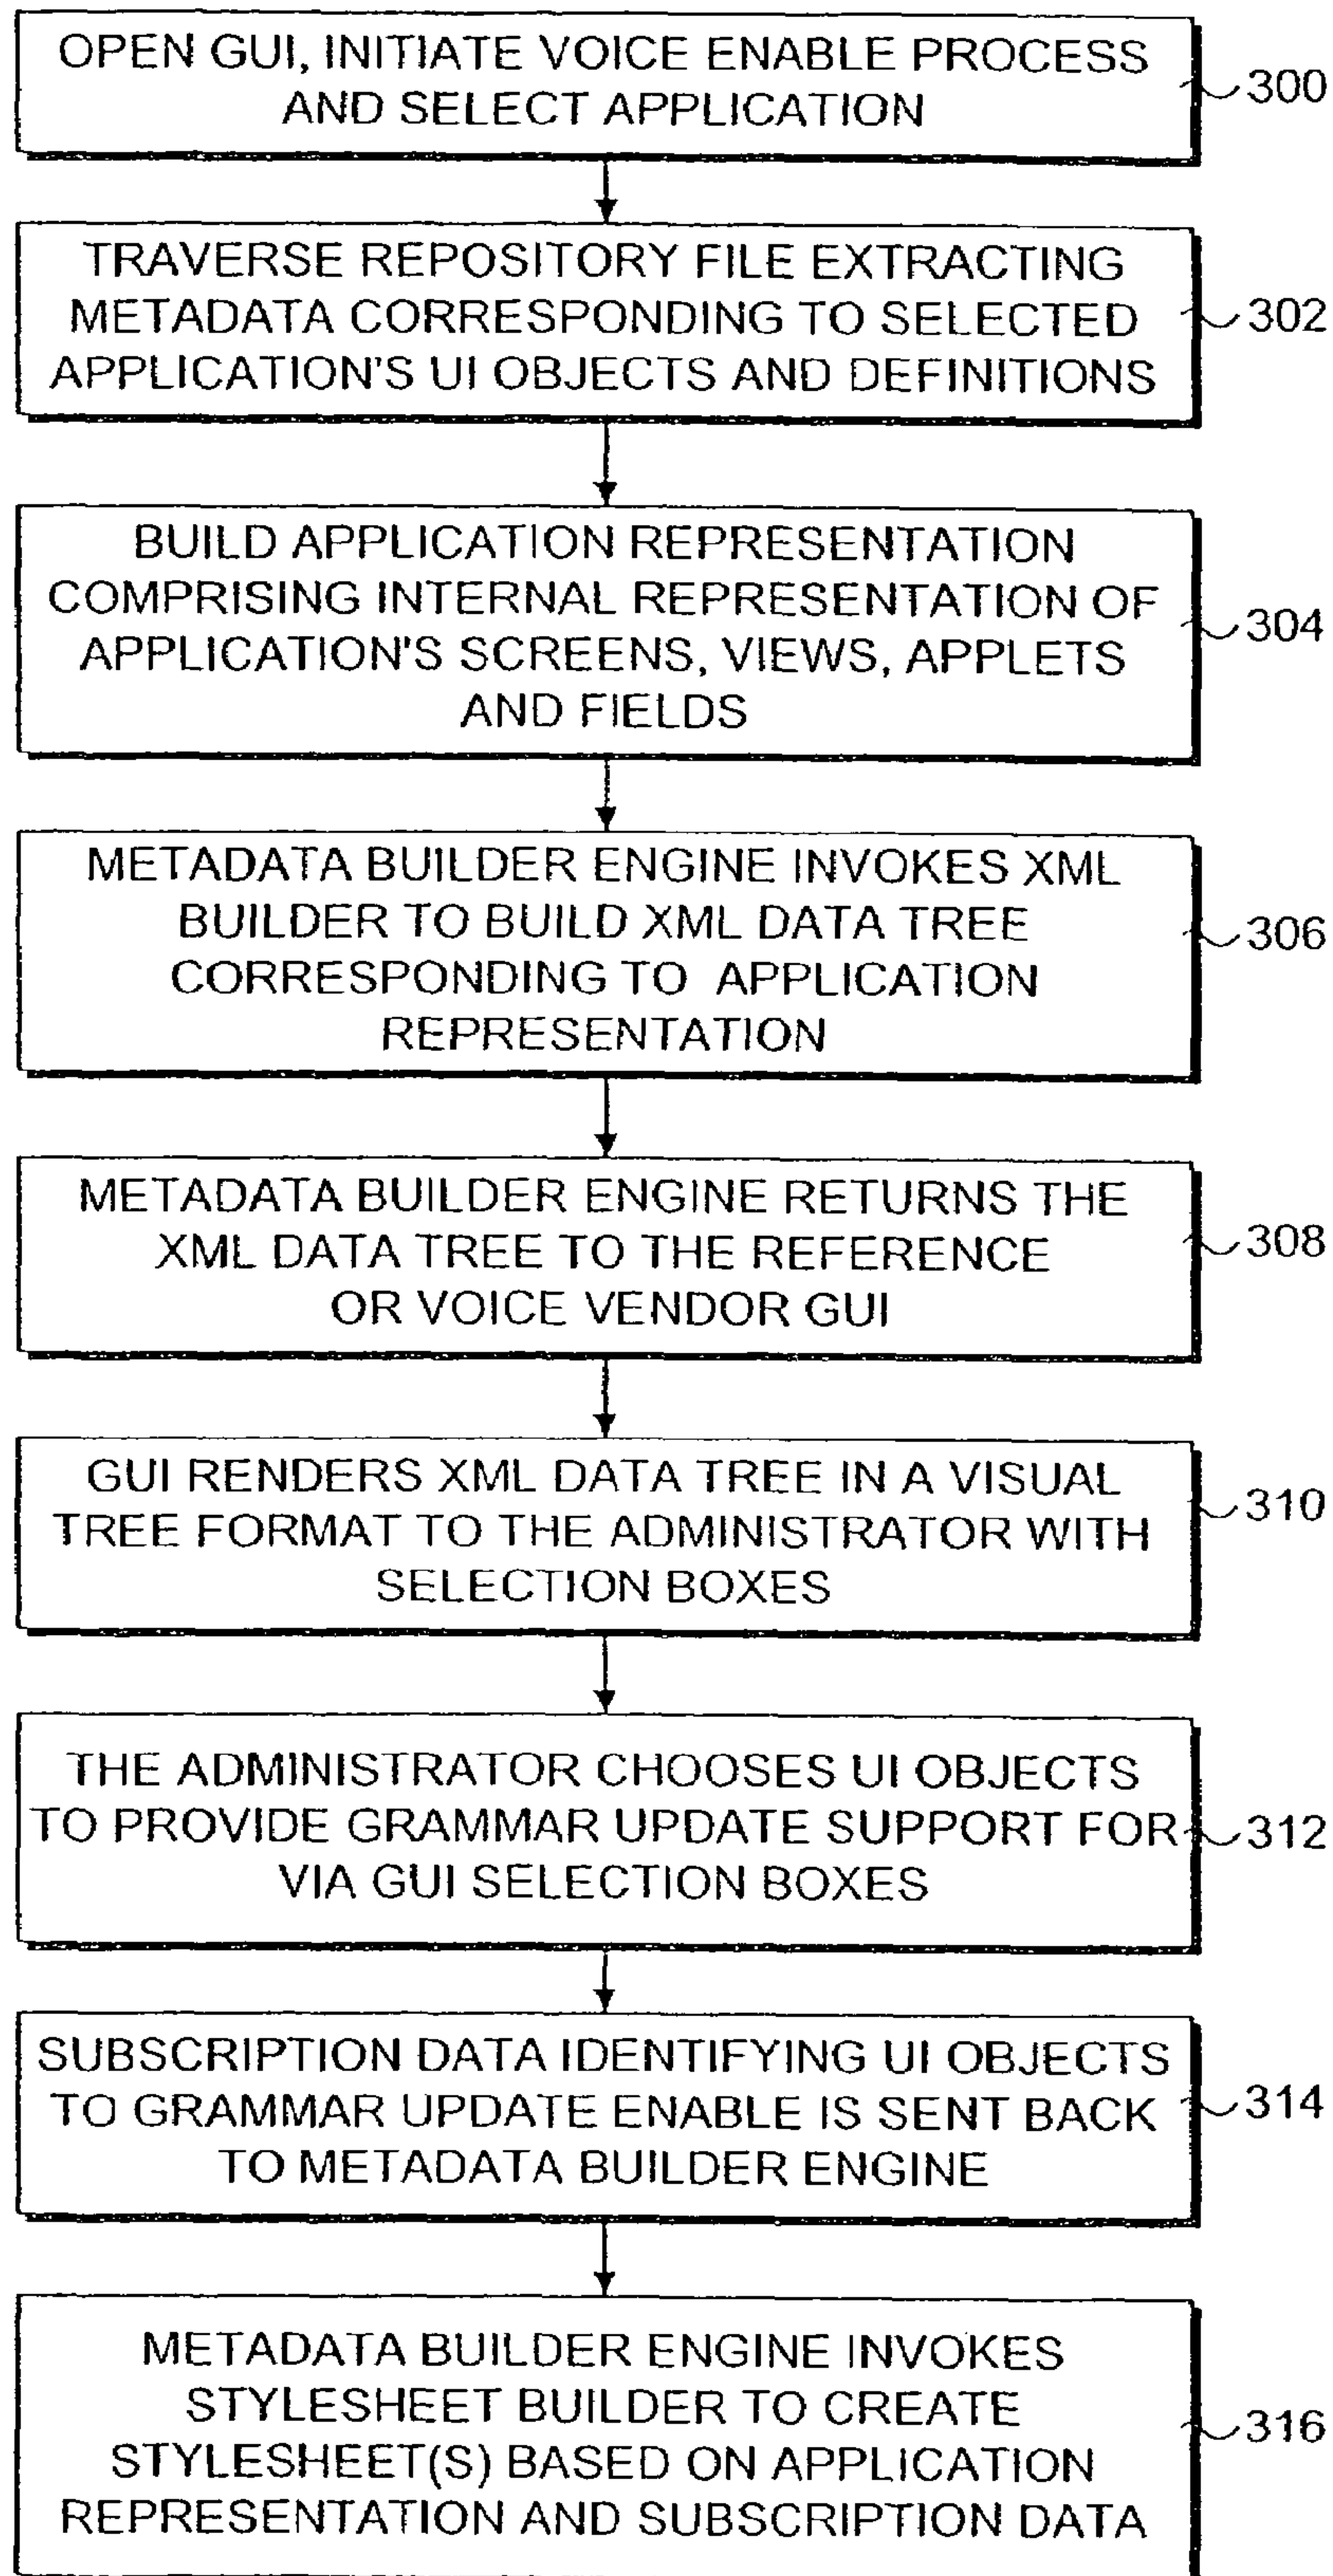 OPEN GUI, INITIATE VOICE ENABLE PROCESS
AND SELECT APPLICATION
300
TRAVERSE REPOSITORY FILE EXTRACTING
METADATA CORRESPONDING TO SELECTED
APPLICATION'S UI OBJECTS AND DEFINITIONS
302
BUILD APPLICATION REPRESENTATION
COMPRISING INTERNAL REPRESENTATION OF
APPLICATION'S SCREENS, VIEWS, APPLETS
AND FIELDS
304
METADATA BUILDER ENGINE INVOKES XML
BUILDER TO BUILD XML DATA TREE
CORRESPONDING TO APPLICATION
REPRESENTATION
306
METADATA BUILDER ENGINE RETURNS THE
XML DATA TREE TO THE REFERENCE
OR VOICE VENDOR GUI
308
GUI RENDERS XML DATA TREE IN A VISUAL
TREE FORMAT TO THE ADMINISTRATOR WITH
SELECTION BOXES
310
THE ADMINISTRATOR CHOOSES UI OBJECTS
TO PROVIDE GRAMMAR UPDATE SUPPORT FOR
VIA GUI SELECTION BOXES
312
SUBSCRIPTION DATA IDENTIFYING UI OBJECTS
TO GRAMMAR UPDATE ENABLE IS SENT BACK
TO METADATA BUILDER ENGINE
314
METADATA BUILDER ENGINE INVOKES
STYLESHEET BUILDER TO CREATE
STYLESHEET(S) BASED ON APPLICATION
REPRESENTATION AND SUBSCRIPTION DATA
316